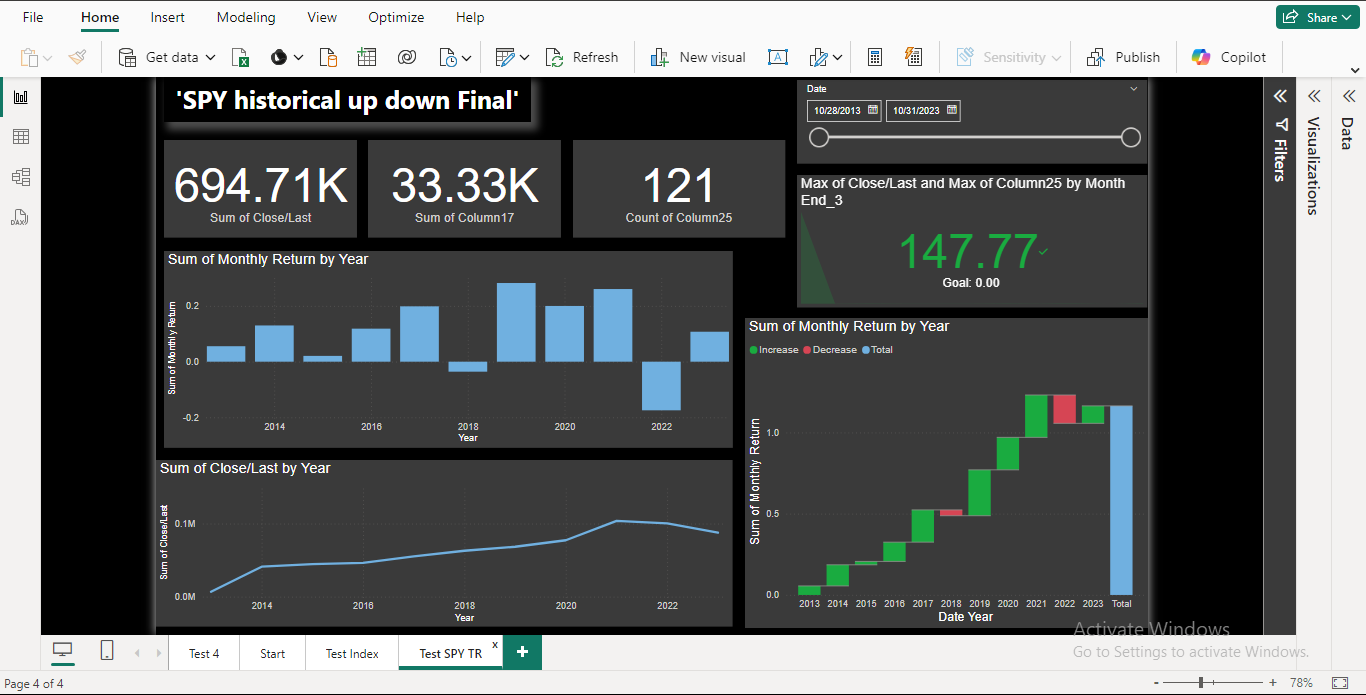 File Home Insert Modeling View Optimize Help Share
Get data Refresh New visual Sensitivity Publish Copilot
'SPY historical up down Final'
Date
10/28/2013 10/31/2023
694.71K
Sum of Close/Last
33.33K
Sum of Column17
121
Count of Column25
Max of Close/Last and Max of Column25 by Month
End_3
147.77
Goal: 0.00
Sum of Monthly Return by Year
Sum of Monthly Return
0.2
0.0
-0.2
2014 2016 2018 2020 2022
Year
Sum of Close/Last by Year
Sum of Close/Last
0.1M
0.0M
2014 2016 2018 2020 2022
Year
Sum of Monthly Return by Year
Increase Decrease Total
Sum of Monthly Return
1.0
0.5
0.0
2013 2014 2015 2016 2017 2018 2019 2020 2021 2022 2023 Total
Date Year
Filters
Visualizations
Data
DAX
Activate Windows
Go to Settings to activate Windows.
Test 4 Start Test Index Test SPY TR x +
Page 4 of 4
- + 78%